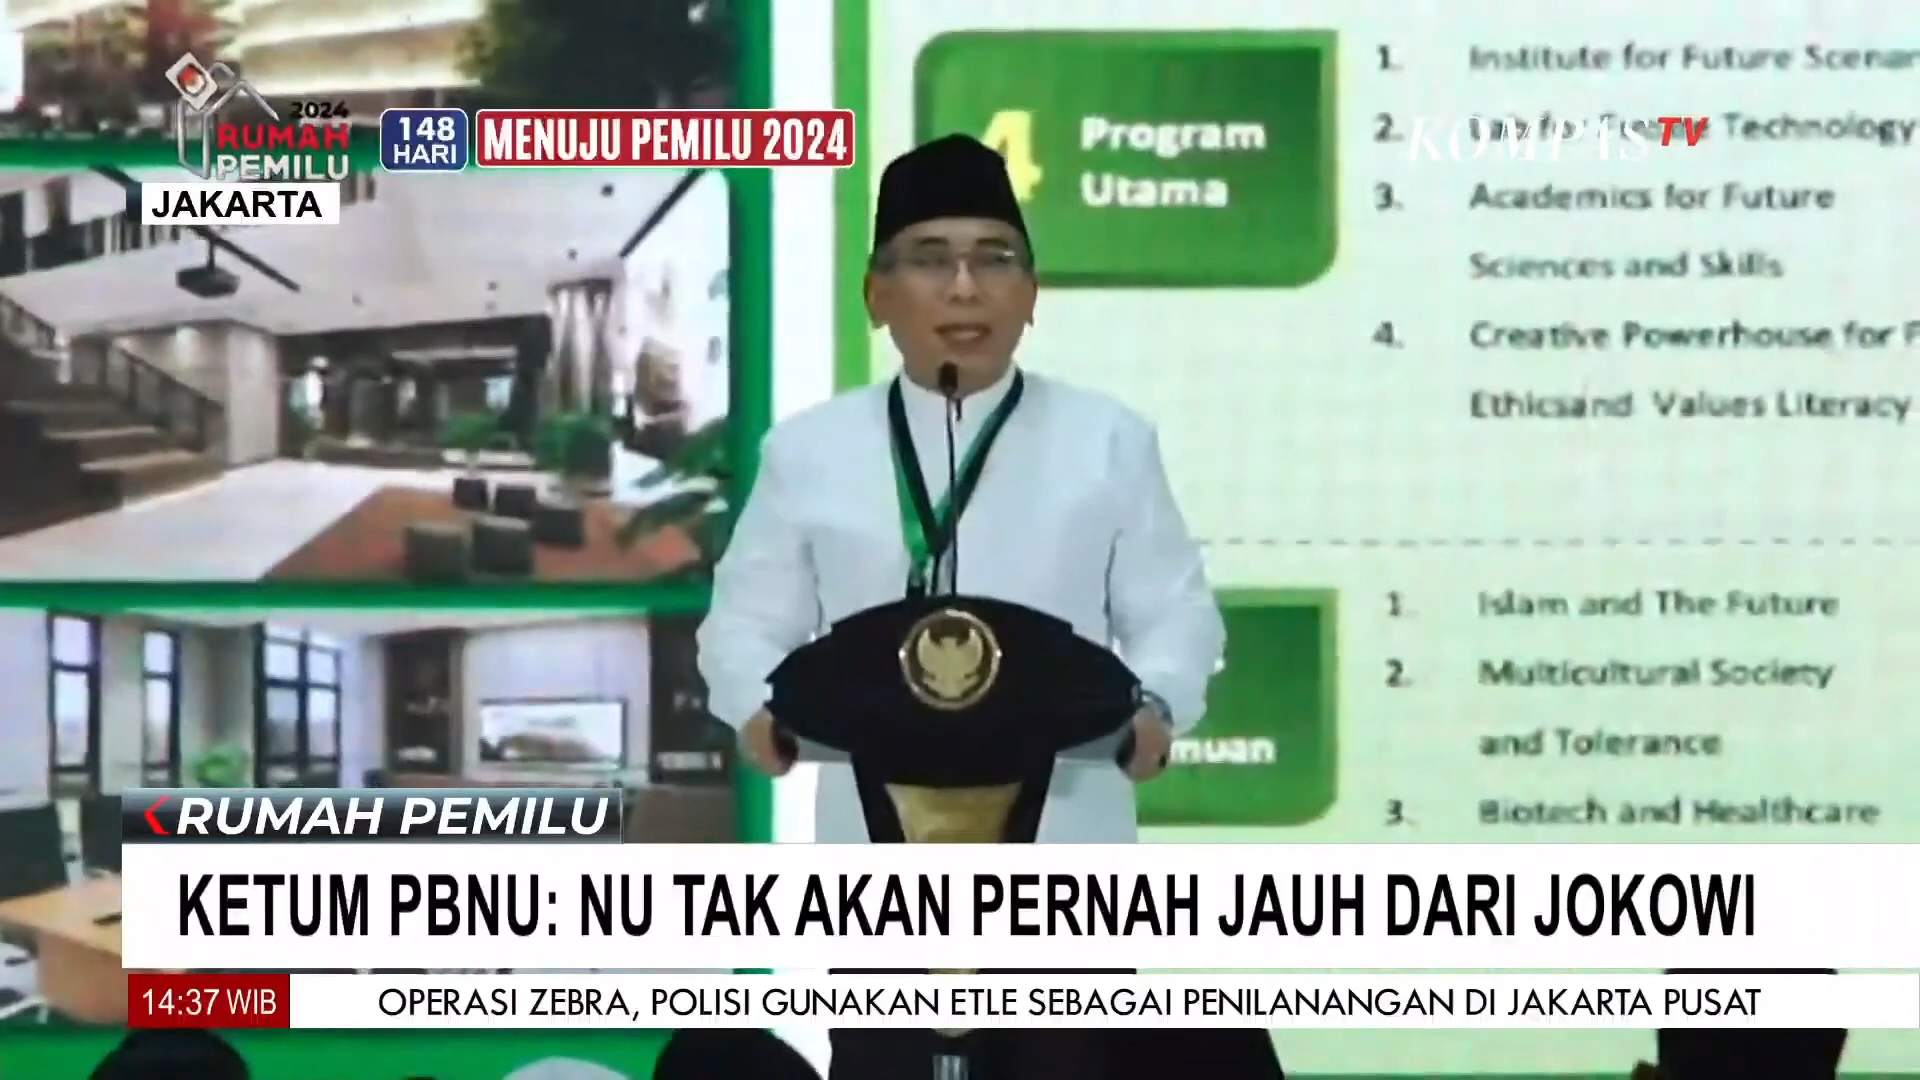 2024
RUMAH
PEMILU
148
HARI
MENUJU PEMILU 2024
JAKARTA
KOMPAS TV
4
Program
Utama
1. Institute for Future
2. Technology
3. Academics for Future
Sciences and Skills
4. Creative Powerhouse for
Ethicsand Values Literacy
muan
1. Islam and The Future
2. Multicultural Society
and Tolerance
3. Biotech and Healthcare
RUMAH PEMILU
KETUM PBNU: NU TAK AKAN PERNAH JAUH DARI JOKOWI
14:37 WIB
OPERASI ZEBRA, POLISI GUNAKAN ETLE SEBAGAI PENILANANGAN DI JAKARTA PUSAT